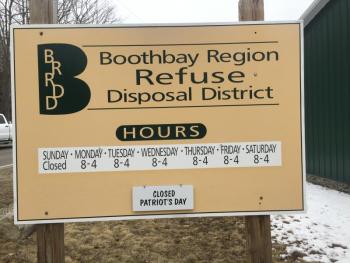 BRRDD
Boothbay Region
Refuse
Disposal District
HOURS
SUNDAY · MONDAY · TUESDAY · WEDNESDAY · THURSDAY · FRIDAY · SATURDAY
Closed 8-4 8-4 8-4 8-4 8-4 8-4
CLOSED
PATRIOT'S DAY